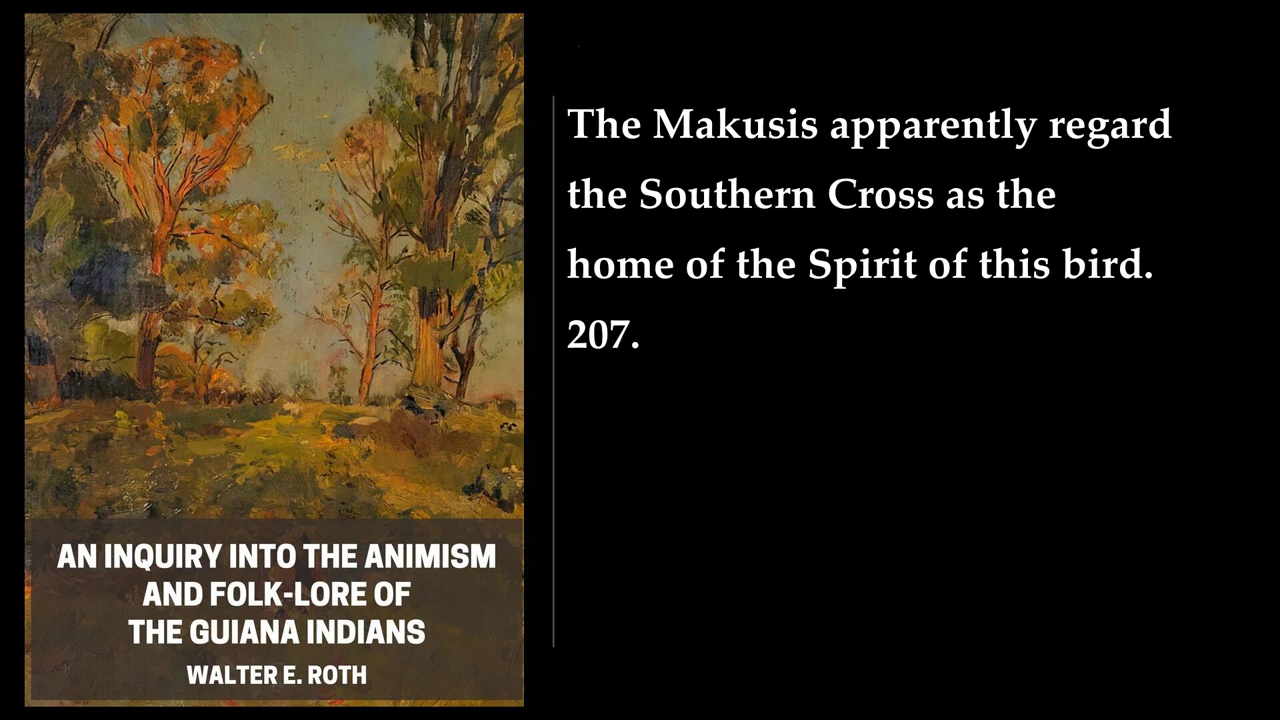 The Makusis apparently regard
the Southern Cross as the
home of the Spirit of this bird.
207.
AN INQUIRY INTO THE ANIMISM
AND FOLK-LORE OF
THE GUIANA INDIANS
WALTER E. ROTH